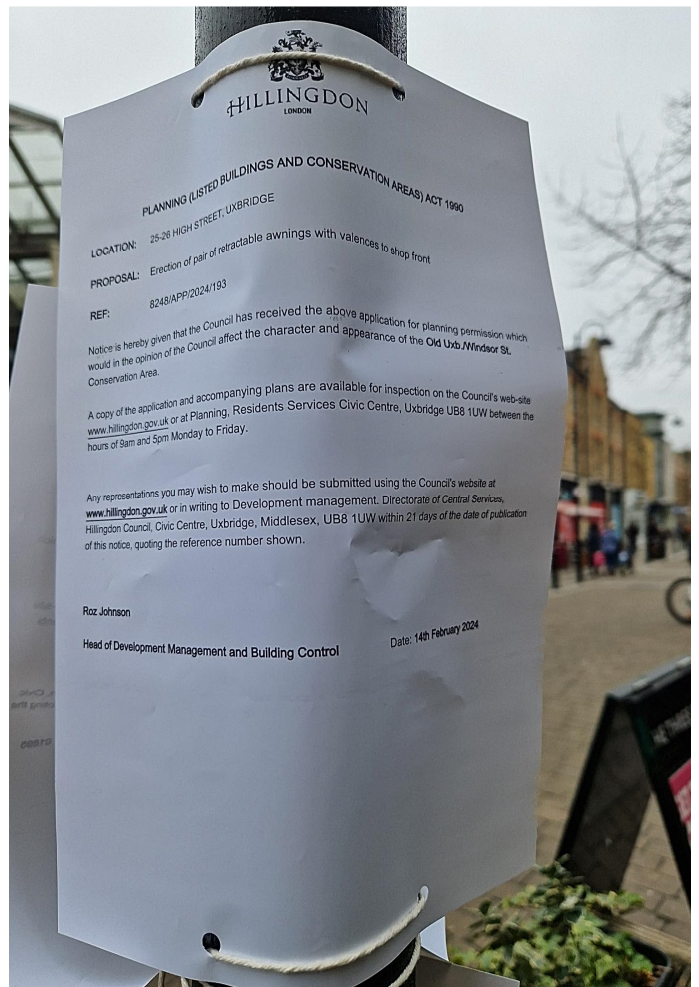 HILLINGDON
LONDON
PLANNING (LISTED BUILDINGS AND CONSERVATION AREAS) ACT 1990
LOCATION: 25-26 HIGH STREET, UXBRIDGE
PROPOSAL: Erection of pair of retractable awnings with valences to shop front
REF: 8248/APP/2024/193
Notice is hereby given that the Council has received the above application for planning permission which
would in the opinion of the Council affect the character and appearance of the Old Uxb./Windsor St.
Conservation Area.
A copy of the application and accompanying plans are available for inspection on the Council's web-site
www.hillingdon.gov.uk or at Planning, Residents Services Civic Centre, Uxbridge UB8 1UW between the
hours of 9am and 5pm Monday to Friday.
Any representations you may wish to make should be submitted using the Council's website at
www.hillingdon.gov.uk or in writing to Development management. Directorate of Central Services,
Hillingdon Council, Civic Centre, Uxbridge, Middlesex, UB8 1UW within 21 days of the date of publication
of this notice, quoting the reference number shown.
Roz Johnson
Head of Development Management and Building Control Date: 14th February 2024